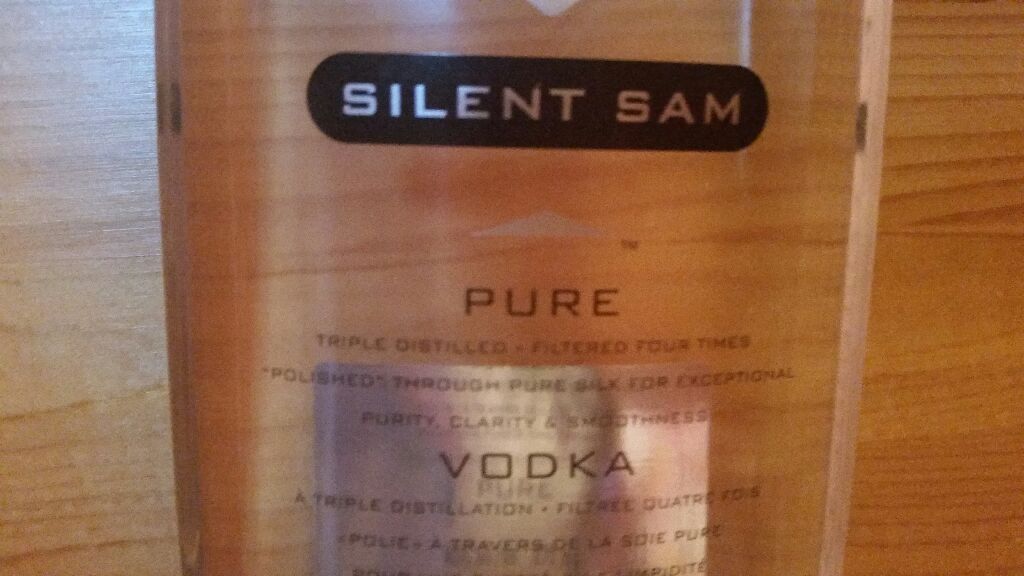 SILENT SAM
™
PURE
TRIPLE DISTILLED • FILTERED FOUR TIMES
"POLISHED" THROUGH PURE SILK FOR EXCEPTIONAL
PURITY, CLARITY & SMOOTHNESS
VODKA
À TRIPLE DISTILLATION • FILTRÉE QUATRE FOIS
«POLIE» À TRAVERS DE LA SOIE PURE
POUR